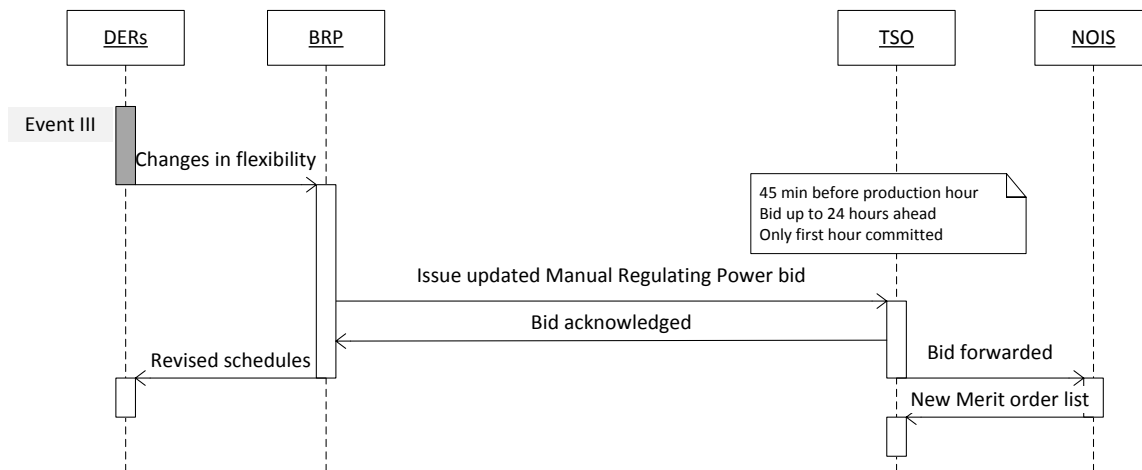 DERs
BRP
TSO
NOIS
Event III
Changes in flexibility
45 min before production hour
Bid up to 24 hours ahead
Only first hour committed
Issue updated Manual Regulating Power bid
Bid acknowledged
Revised schedules
Bid forwarded
New Merit order list